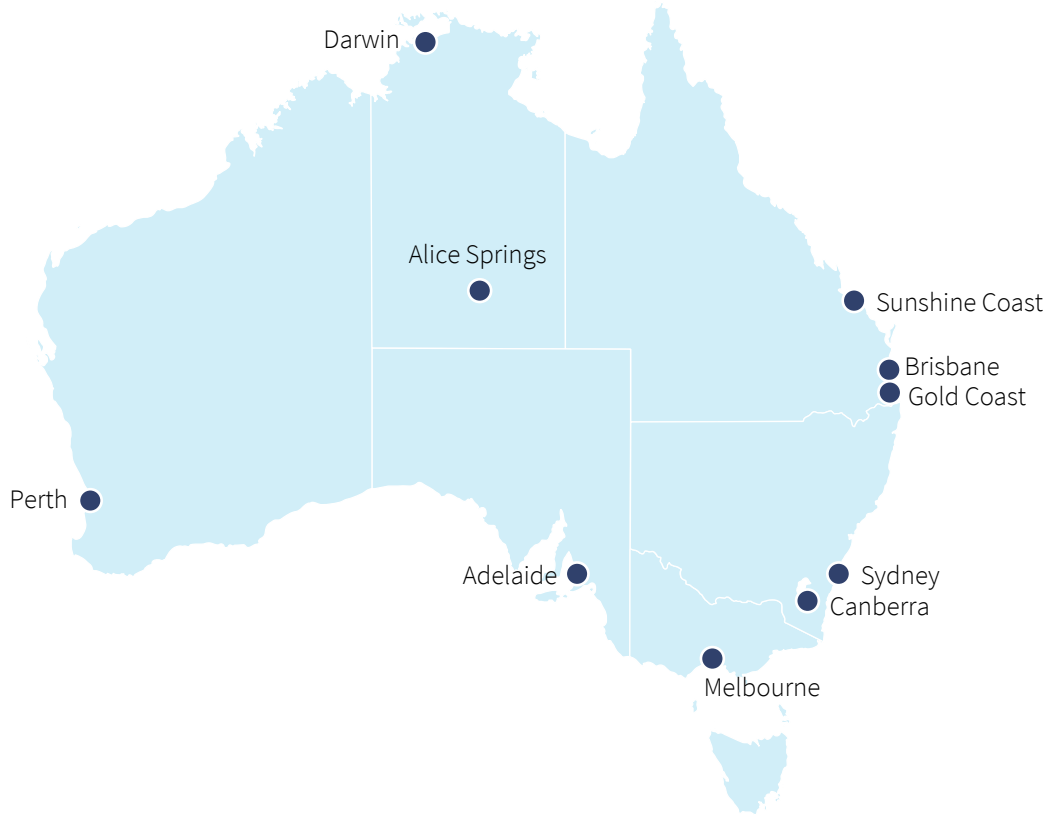 Darwin
Alice Springs
Sunshine Coast
Brisbane
Gold Coast
Perth
Adelaide
Sydney
Canberra
Melbourne